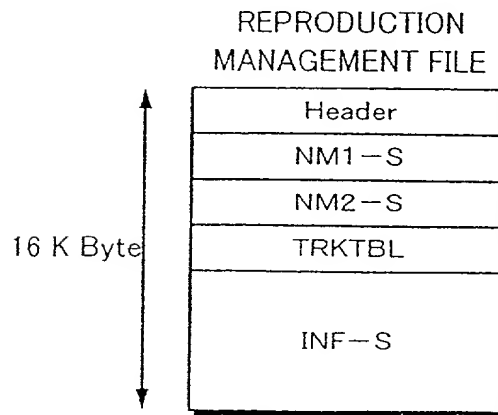 REPRODUCTION
MANAGEMENT FILE
Header
NM1-S
NM2-S
16 K Byte
TRKTBL
INF-S